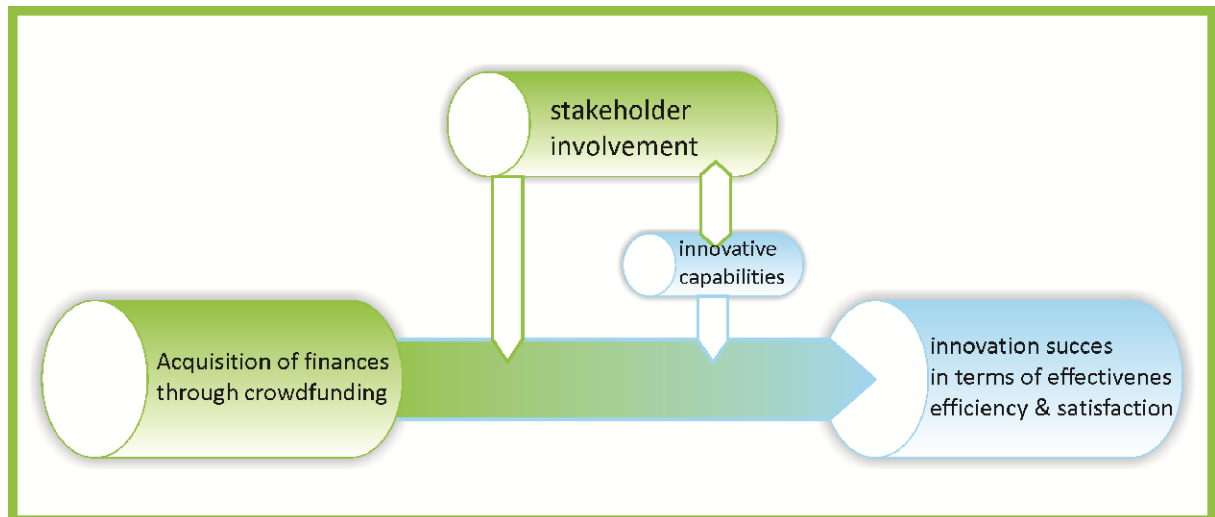 stakeholder
involvement
innovative
capabilities
Acquisition of finances
through crowdfunding
innovation succes
in terms of effectivenes
efficiency & satisfaction